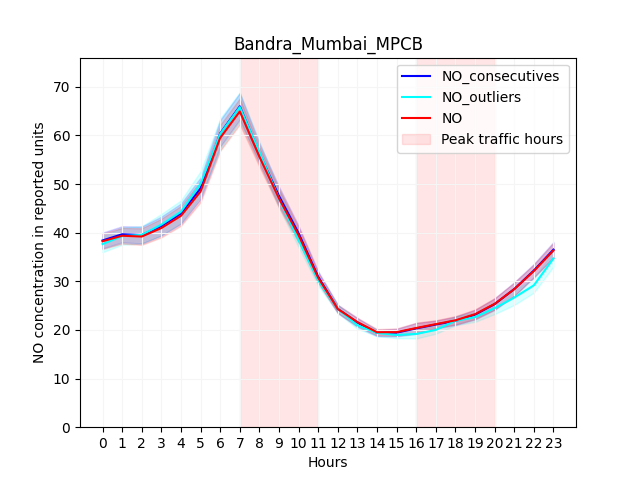 Bandra_Mumbai_MPCB
NO_consecutives
NO_outliers
NO
Peak traffic hours
NO concentration in reported units
70
60
50
40
30
20
10
0
0 1 2 3 4 5 6 7 8 9 10 11 12 13 14 15 16 17 18 19 20 21 22 23
Hours